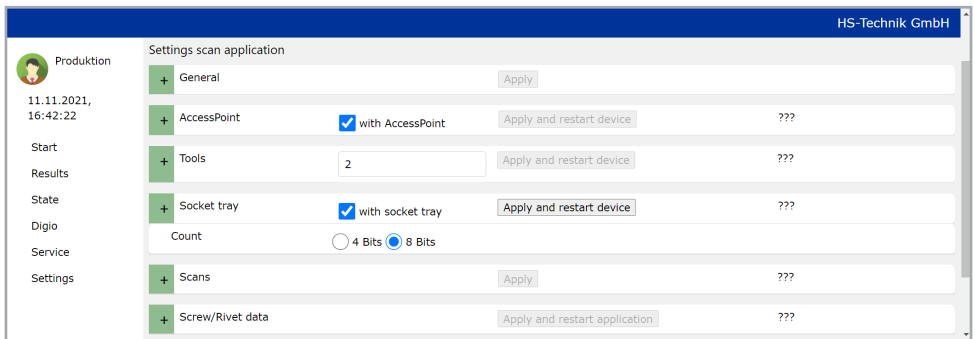 HS-Technik GmbH
Produktion
11.11.2021,
16:42:22
Start
Results
State
Digio
Service
Settings
Settings scan application
+ General Apply
+ AccessPoint with AccessPoint Apply and restart device ???
+ Tools 2 Apply and restart device ???
+ Socket tray with socket tray Apply and restart device ???
Count 4 Bits 8 Bits
+ Scans Apply ???
+ Screw/Rivet data Apply and restart application ???